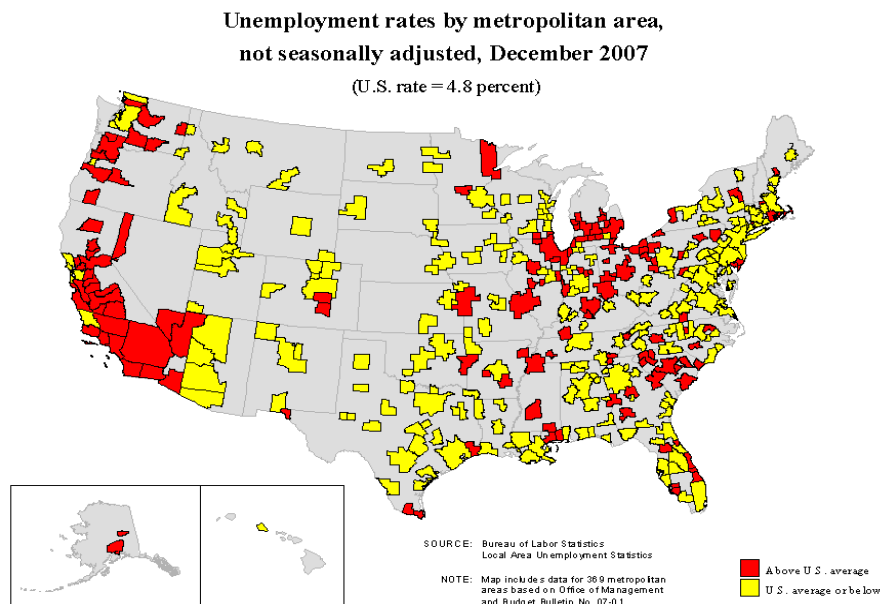 Unemployment rates by metropolitan area,
not seasonally adjusted, December 2007
(U.S. rate = 4.8 percent)
SOURCE: Bureau of Labor Statistics
Local Area Unemployment Statistics
NOTE: Map includes data for 369 metropolitan
areas based on Office of Management
and Budget Bulletin No. 07-01
Above U.S. average
U.S. average or below